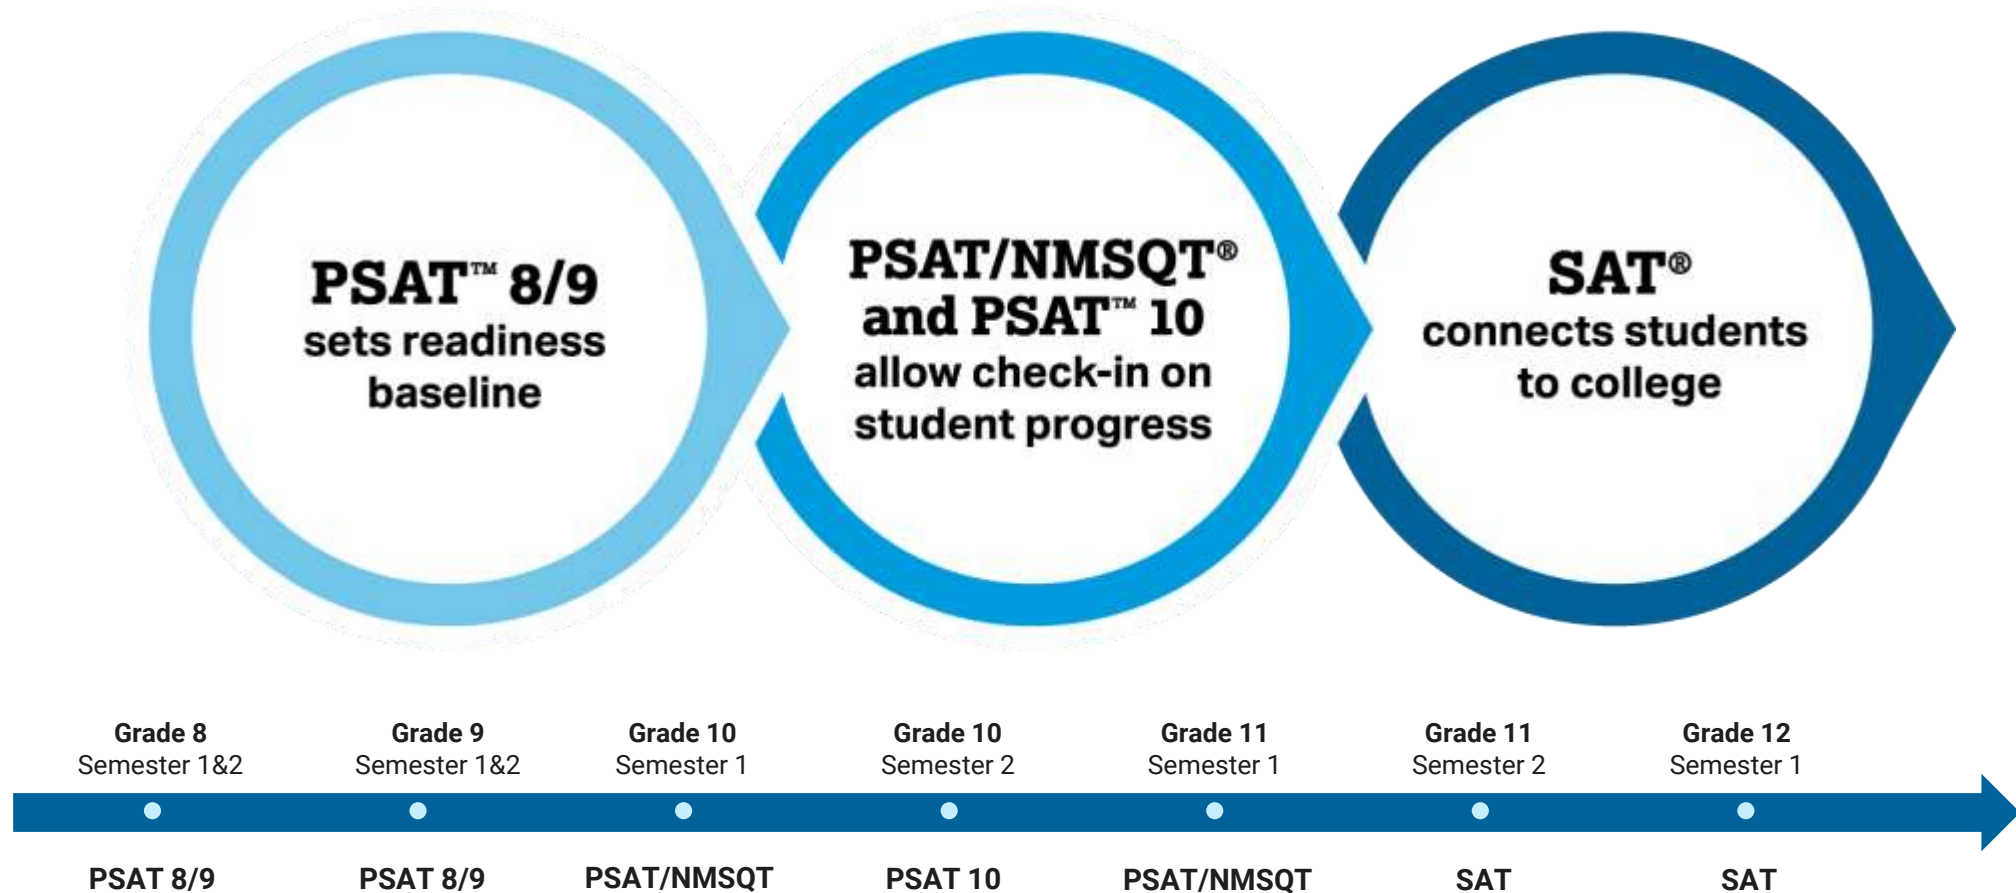 PSAT™ 8/9
sets readiness
baseline
PSAT/NMSQT®
and PSAT™ 10
allow check-in on
student progress
SAT®
connects students
to college
Grade 8
Semester 1&2
Grade 9
Semester 1&2
Grade 10
Semester 1
Grade 10
Semester 2
Grade 11
Semester 1
Grade 11
Semester 2
Grade 12
Semester 1
PSAT 8/9
PSAT 8/9
PSAT/NMSQT
PSAT 10
PSAT/NMSQT
SAT
SAT